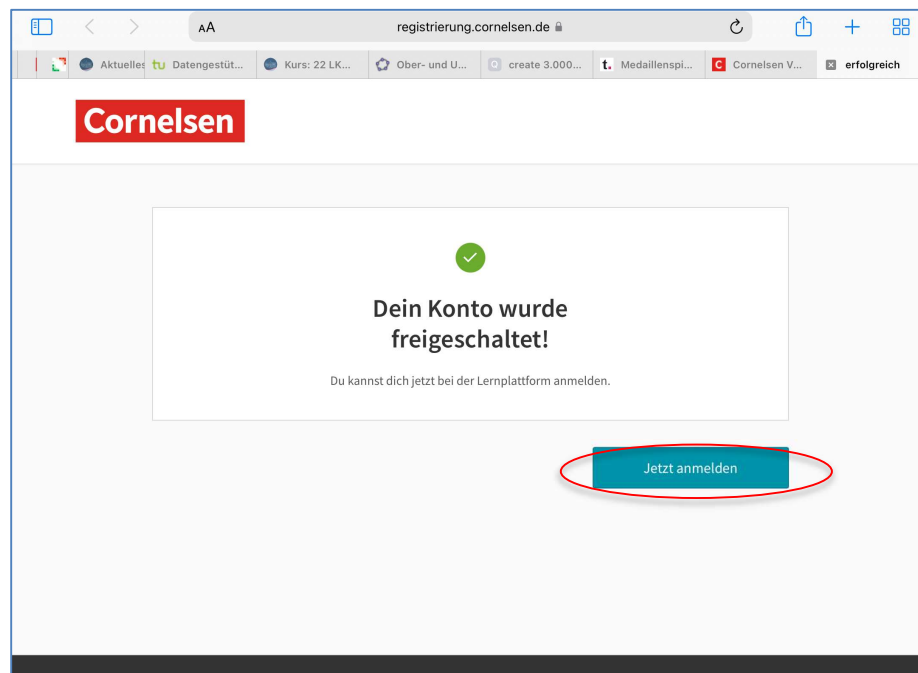 AA
registrierung.cornelsen.de
Aktuelles
tu Datengestüt...
Kurs: 22 LK...
Ober- und U...
Q create 3.000...
t. Medaillenspi...
C Cornelsen V...
erfolgreich
Cornelsen
Dein Konto wurde
freigeschaltet!
Du kannst dich jetzt bei der Lernplattform anmelden.
Jetzt anmelden